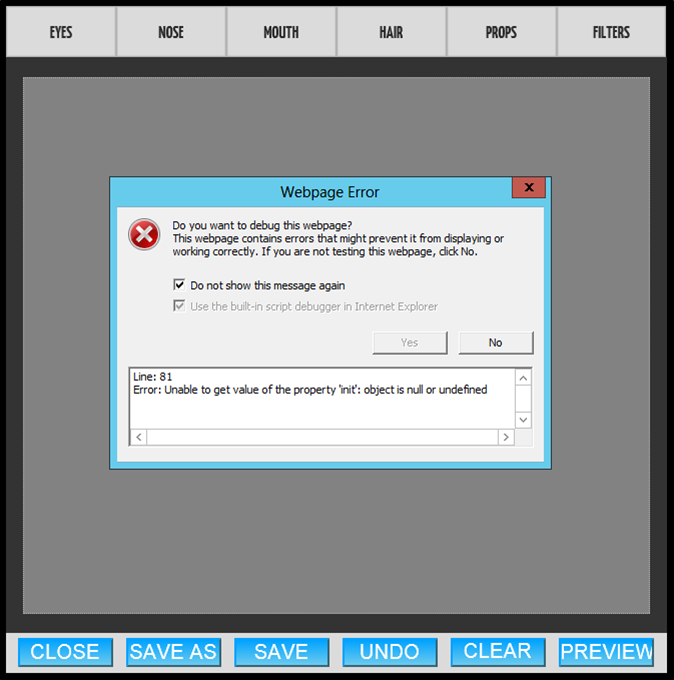 EYES NOSE MOUTH HAIR PROPS FILTERS
Webpage Error
x
Do you want to debug this webpage?
This webpage contains errors that might prevent it from displaying or
working correctly. If you are not testing this webpage, click No.
Do not show this message again
Use the built-in script debugger in Internet Explorer
Yes No
Line: 81
Error: Unable to get value of the property 'init': object is null or undefined
CLOSE SAVE AS SAVE UNDO CLEAR PREVIEW